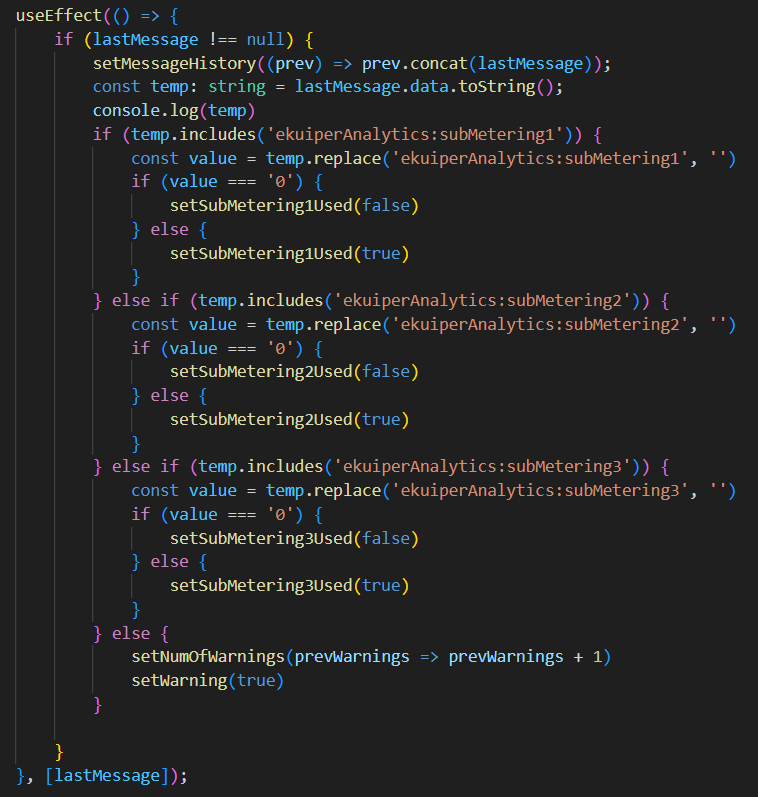 useEffect(() => {
    if (lastMessage !== null) {
        setMessageHistory((prev) => prev.concat(lastMessage));
        const temp: string = lastMessage.data.toString();
        console.log(temp)
        if (temp.includes('ekuiperAnalytics:subMetering1')) {
            const value = temp.replace('ekuiperAnalytics:subMetering1', '')
            if (value === '0') {
                setSubMetering1Used(false)
            } else {
                setSubMetering1Used(true)
            }
        } else if (temp.includes('ekuiperAnalytics:subMetering2')) {
            const value = temp.replace('ekuiperAnalytics:subMetering2', '')
            if (value === '0') {
                setSubMetering2Used(false)
            } else {
                setSubMetering2Used(true)
            }
        } else if (temp.includes('ekuiperAnalytics:subMetering3')) {
            const value = temp.replace('ekuiperAnalytics:subMetering3', '')
            if (value === '0') {
                setSubMetering3Used(false)
            } else {
                setSubMetering3Used(true)
            }
        } else {
            setNumOfWarnings(prevWarnings => prevWarnings + 1)
            setWarning(true)
        }

    }
}, [lastMessage]);